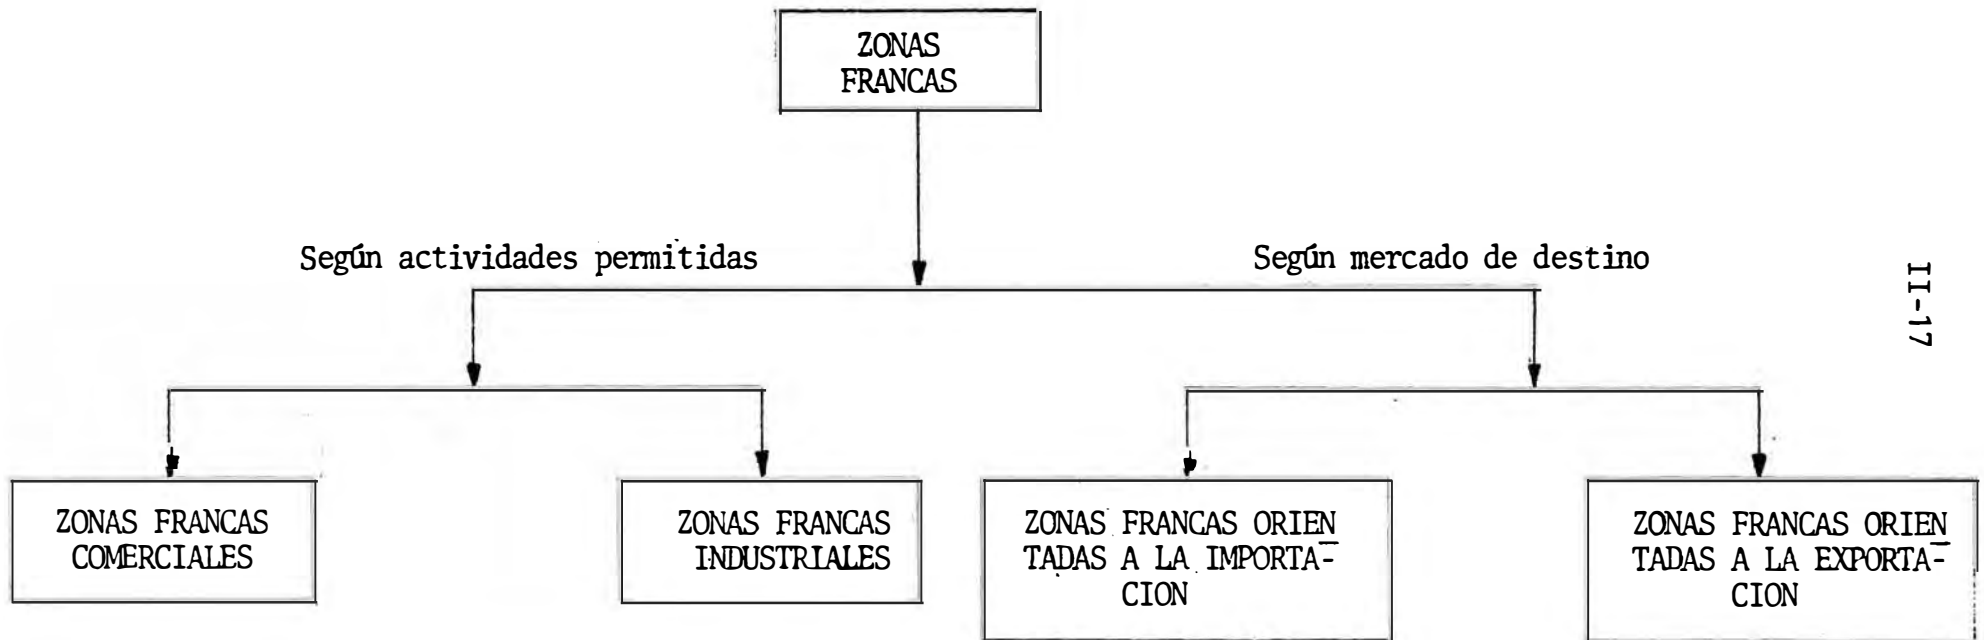 ZONAS
FRANCAS
Según actividades permitidas
Según mercado de destino
II-17
ZONAS FRANCAS
COMERCIALES
ZONAS FRANCAS
INDUSTRIALES
ZONAS FRANCAS ORIEN
TADAS A LA IMPORTA-
CION
ZONAS FRANCAS ORIEN
TADAS A LA EXPORTA-
CION